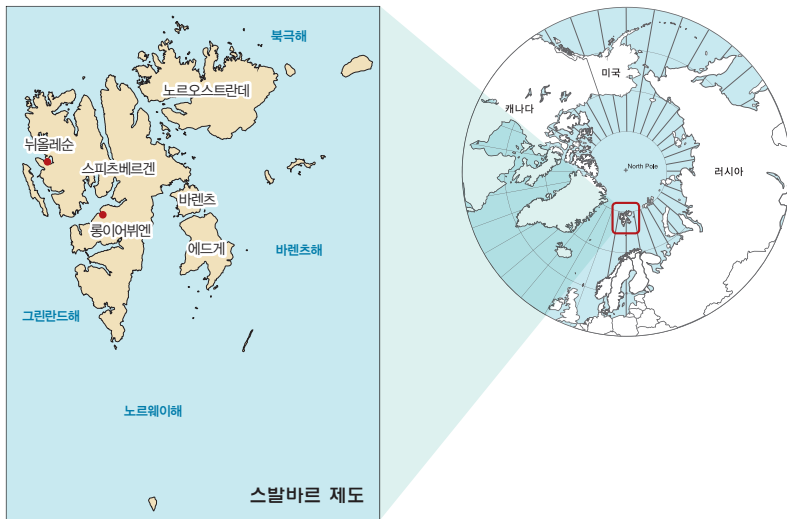 북극해
노르오스트란데
뉘올레순
스피츠베르겐
바렌츠
롱이어뷔엔
에드게
바렌츠해
그린란드해
노르웨이해
스발바르 제도
미국
캐나다
North Pole
러시아